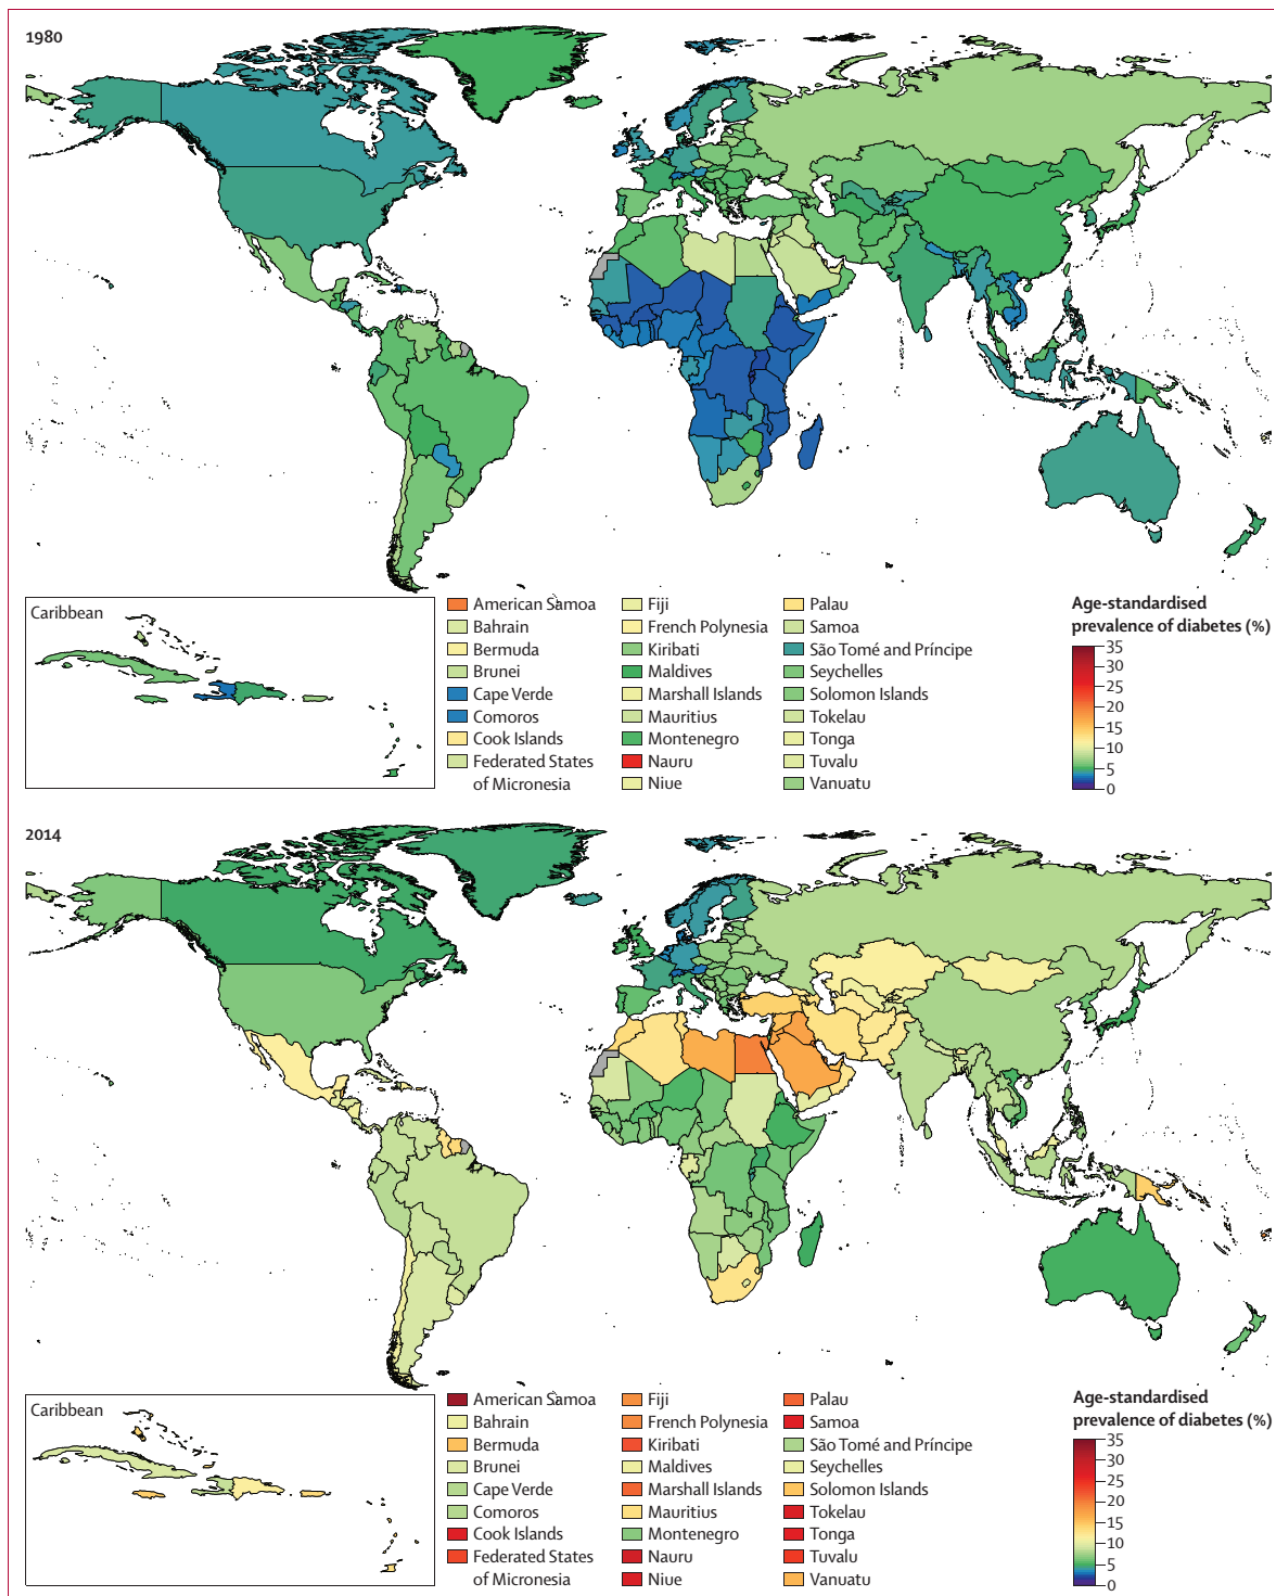 1980
Caribbean
American Samoa
Bahrain
Bermuda
Brunei
Cape Verde
Comoros
Cook Islands
Federated States
of Micronesia
Fiji
French Polynesia
Kiribati
Maldives
Marshall Islands
Mauritius
Montenegro
Nauru
Niue
Palau
Samoa
São Tomé and Príncipe
Seychelles
Solomon Islands
Tokelau
Tonga
Tuvalu
Vanuatu
Age-standardised
prevalence of diabetes (%)
35
30
25
20
15
10
5
0
2014
Caribbean
American Samoa
Bahrain
Bermuda
Brunei
Cape Verde
Comoros
Cook Islands
Federated States
of Micronesia
Fiji
French Polynesia
Kiribati
Maldives
Marshall Islands
Mauritius
Montenegro
Nauru
Niue
Palau
Samoa
São Tomé and Príncipe
Seychelles
Solomon Islands
Tokelau
Tonga
Tuvalu
Vanuatu
Age-standardised
prevalence of diabetes (%)
35
30
25
20
15
10
5
0